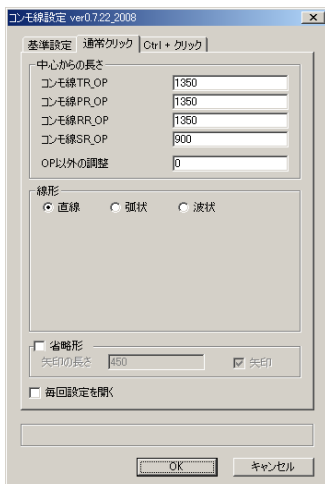 コンモ線設定 ver0.7.22_2008
基準設定 通常クリック Ctrl + クリック
中心からの長さ
コンモ線TR_OP 1350
コンモ線PR_OP 1350
コンモ線RR_OP 1350
コンモ線SR_OP 900
OP以外の調整 0
線形
直線 弧状 波状
省略形
矢印の長さ 450 矢印
毎回設定を開く
OK キャンセル